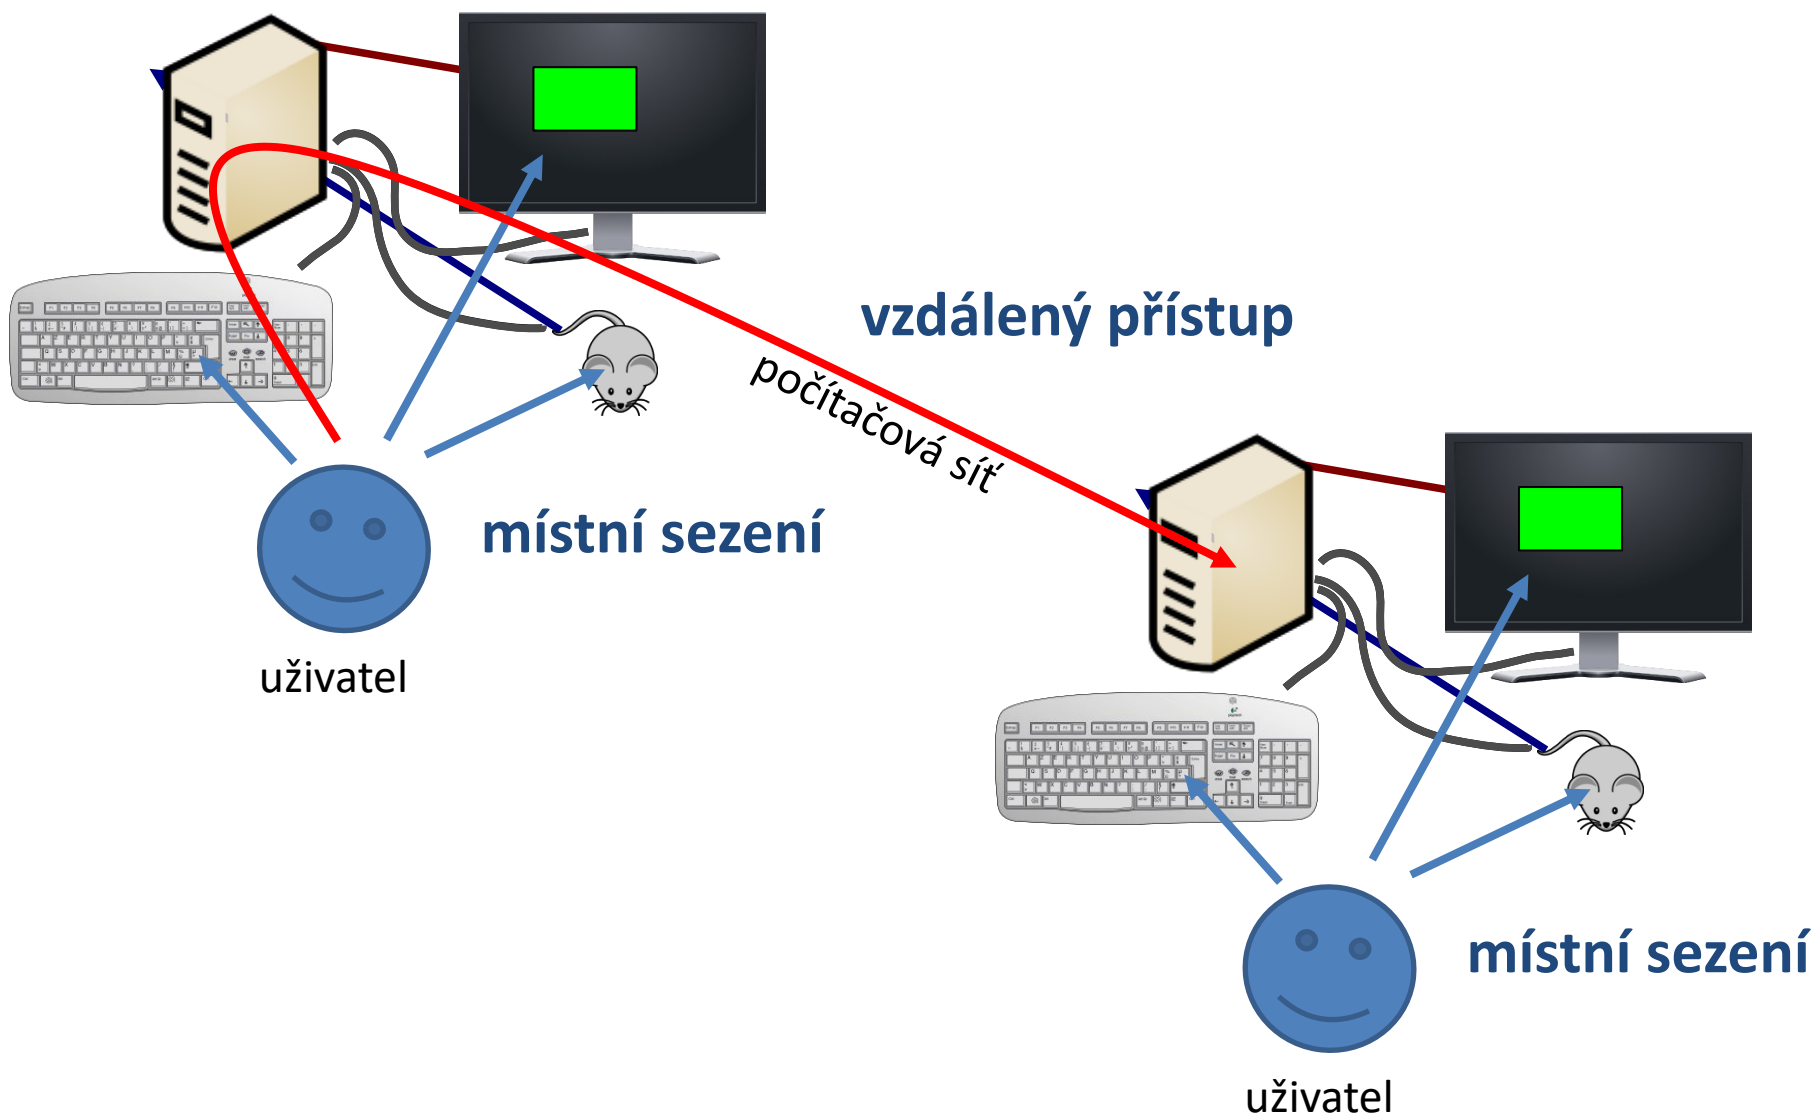 vzdálený přístup
počítačová síť
místní sezení
uživatel
místní sezení
uživatel